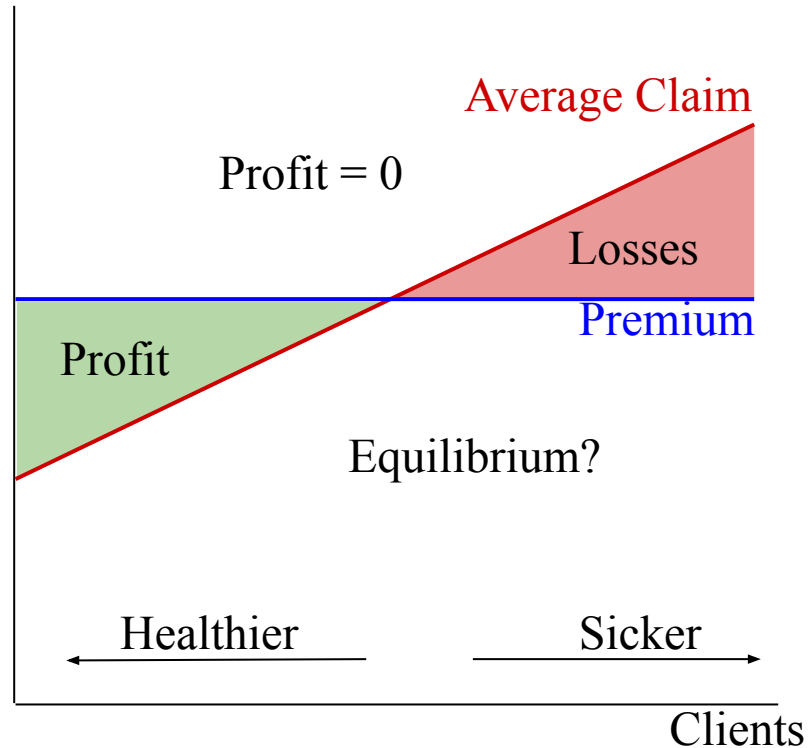 Average Claim
Profit = 0
Losses
Premium
Profit
Equilibrium?
Healthier
Sicker
Clients